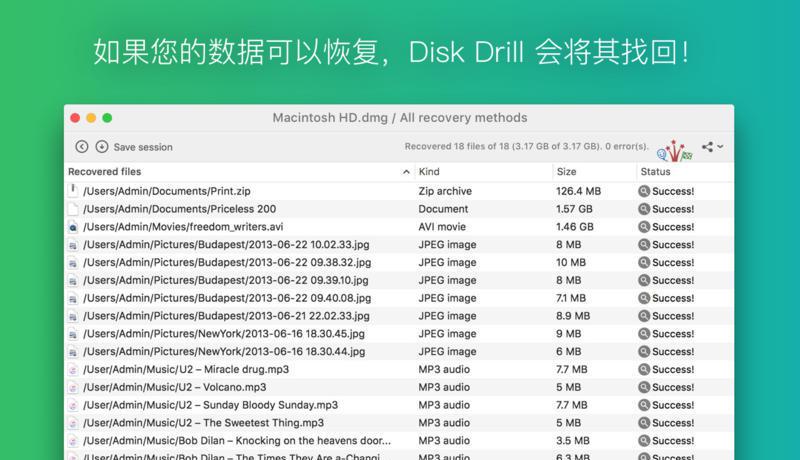 如果您的数据可以恢复，Disk Drill 会将其找回！
Macintosh HD.dmg / All recovery methods
Save session Recovered 18 files of 18 (3.17 GB of 3.17 GB). 0 error(s).
Recovered files Kind Size Status
/Users/Admin/Documents/Print.zip Zip archive 126.4 MB Success!
/Users/Admin/Documents/Priceless 200 Document 1.57 GB Success!
/Users/Admin/Movies/freedom_writers.avi AVI movie 1.46 GB Success!
/Users/Admin/Pictures/Budapest/2013-06-22 10.02.33.jpg JPEG image 8 MB Success!
/Users/Admin/Pictures/Budapest/2013-06-22 09.38.32.jpg JPEG image 10 MB Success!
/Users/Admin/Pictures/Budapest/2013-06-22 09.39.10.jpg JPEG image 8 MB Success!
/Users/Admin/Pictures/Budapest/2013-06-22 09.40.08.jpg JPEG image 7.1 MB Success!
/Users/Admin/Pictures/Budapest/2013-06-21 22.02.33.jpg JPEG image 8.9 MB Success!
/Users/Admin/Pictures/NewYork/2013-06-16 18.30.45.jpg JPEG image 9 MB Success!
/Users/Admin/Pictures/NewYork/2013-06-16 18.30.44.jpg JPEG image 6 MB Success!
/User/Admin/Music/U2 – Miracle drug.mp3 MP3 audio 7.7 MB Success!
/User/Admin/Music/U2 – Volcano.mp3 MP3 audio 5 MB Success!
/User/Admin/Music/U2 – Sunday Bloody Sunday.mp3 MP3 audio 7.7 MB Success!
/User/Admin/Music/U2 – The Sweetest Thing.mp3 MP3 audio 5 MB Success!
/User/Admin/Music/Bob Dilan – Knocking on the heavens door... MP3 audio 3.5 MB Success!
/User/Admin/Music/Bob Dilan – The Times They Are a-Changi... MP3 audio 6.3 MB Success!